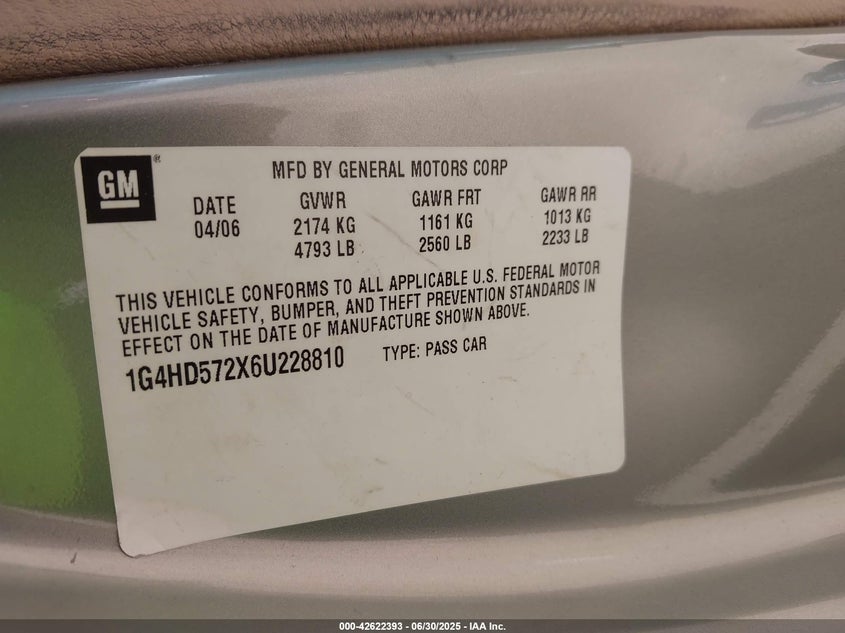 GM®
MFD BY GENERAL MOTORS CORP
DATE GVWR GAWR FRT GAWR RR
04/06 2174 KG 1161 KG 1013 KG
4793 LB 2560 LB 2233 LB
THIS VEHICLE CONFORMS TO ALL APPLICABLE U.S. FEDERAL MOTOR
VEHICLE SAFETY, BUMPER, AND THEFT PREVENTION STANDARDS IN
EFFECT ON THE DATE OF MANUFACTURE SHOWN ABOVE.
1G4HD572X6U228810 TYPE: PASS CAR
000-42622393 - 06/30/2025 - IAA Inc.